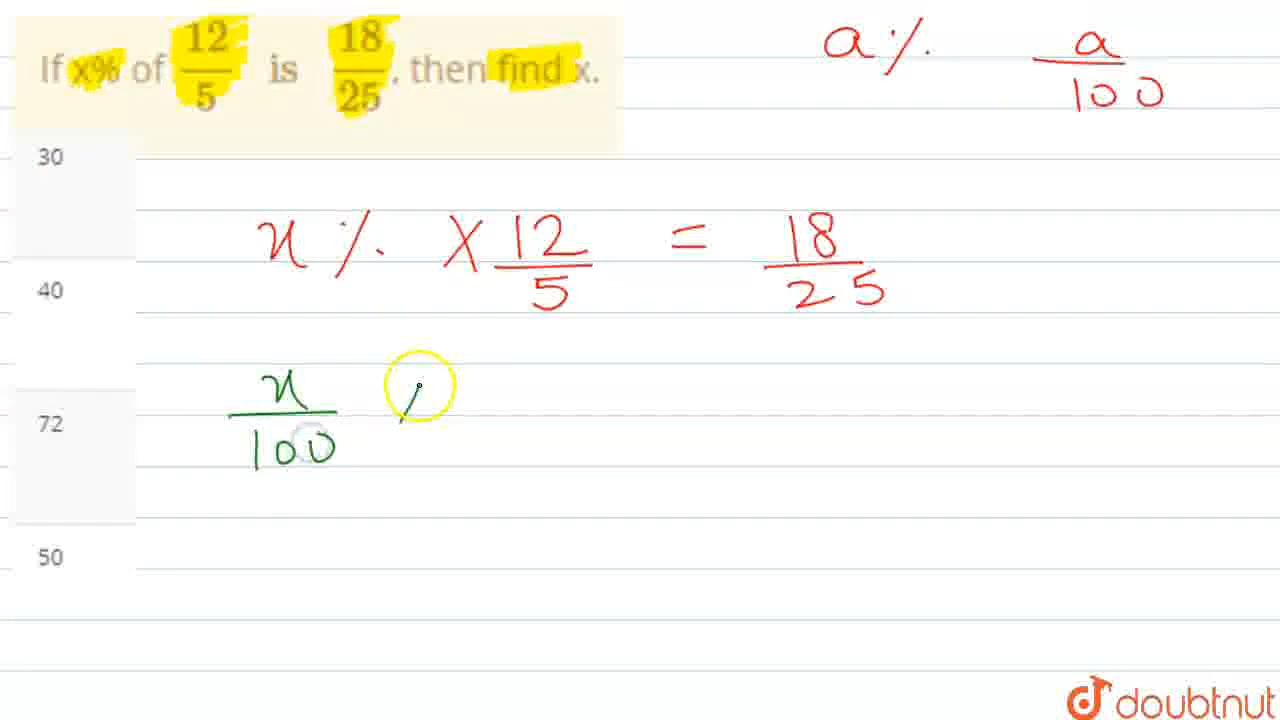 If x% of 12/5 is 18/25. then find x.
a% a/100
30
x% × 12/5 = 18/25
40
x/100
72
50
doubtnut